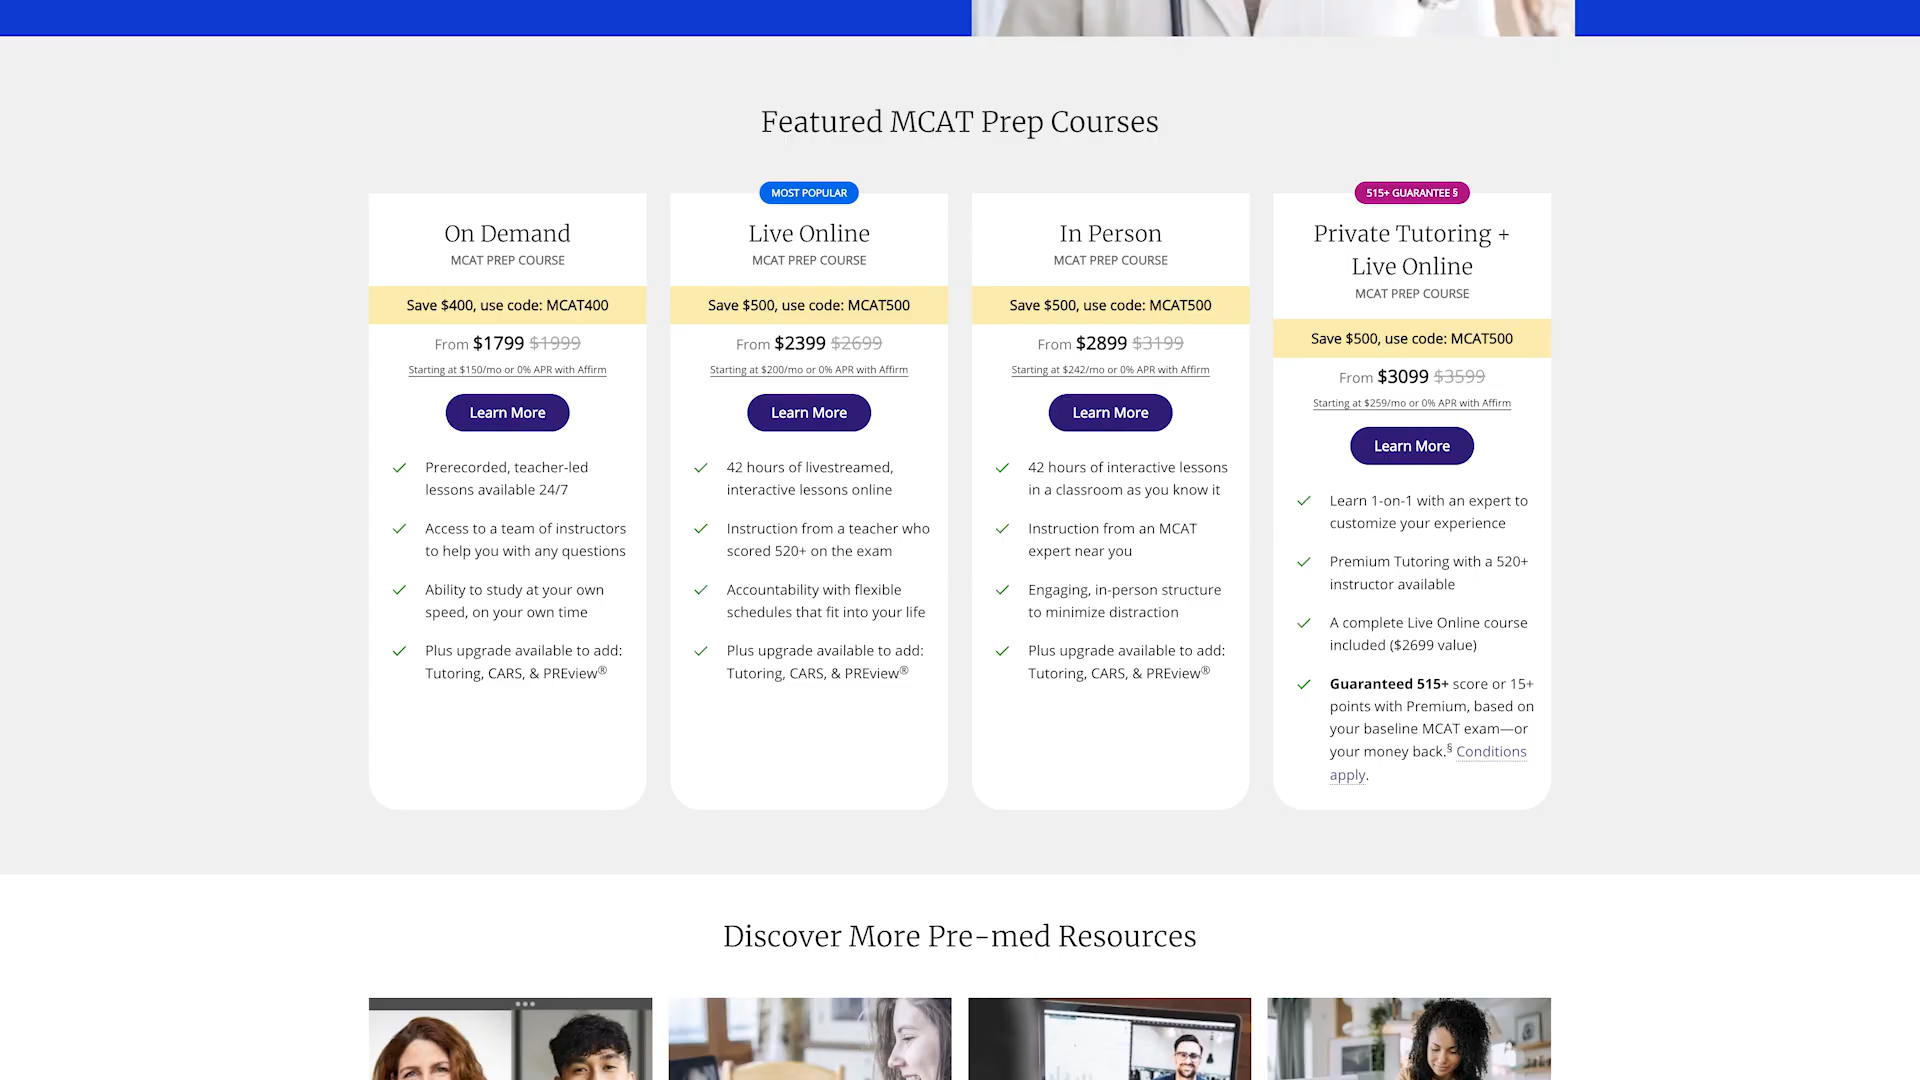 Featured MCAT Prep Courses
On Demand
MCAT PREP COURSE
Save $400, use code: MCAT400
From $1799 $1999
Starting at $150/mo or 0% APR with Affirm
Learn More
Prerecorded, teacher-led
lessons available 24/7
Access to a team of instructors
to help you with any questions
Ability to study at your own
speed, on your own time
Plus upgrade available to add:
Tutoring, CARS, & PREview®
MOST POPULAR
Live Online
MCAT PREP COURSE
Save $500, use code: MCAT500
From $2399 $2699
Starting at $200/mo or 0% APR with Affirm
Learn More
42 hours of livestreamed,
interactive lessons online
Instruction from a teacher who
scored 520+ on the exam
Accountability with flexible
schedules that fit into your life
Plus upgrade available to add:
Tutoring, CARS, & PREview®
In Person
MCAT PREP COURSE
Save $500, use code: MCAT500
From $2899 $3199
Starting at $242/mo or 0% APR with Affirm
Learn More
42 hours of interactive lessons
in a classroom as you know it
Instruction from an MCAT
expert near you
Engaging, in-person structure
to minimize distraction
Plus upgrade available to add:
Tutoring, CARS, & PREview®
515+ GUARANTEE §
Private Tutoring +
Live Online
MCAT PREP COURSE
Save $500, use code: MCAT500
From $3099 $3599
Starting at $259/mo or 0% APR with Affirm
Learn More
Learn 1-on-1 with an expert to
customize your experience
Premium Tutoring with a 520+
instructor available
A complete Live Online course
included ($2699 value)
Guaranteed 515+ score or 15+
points with Premium, based on
your baseline MCAT exam—or
your money back.§ Conditions
apply.
Discover More Pre-med Resources